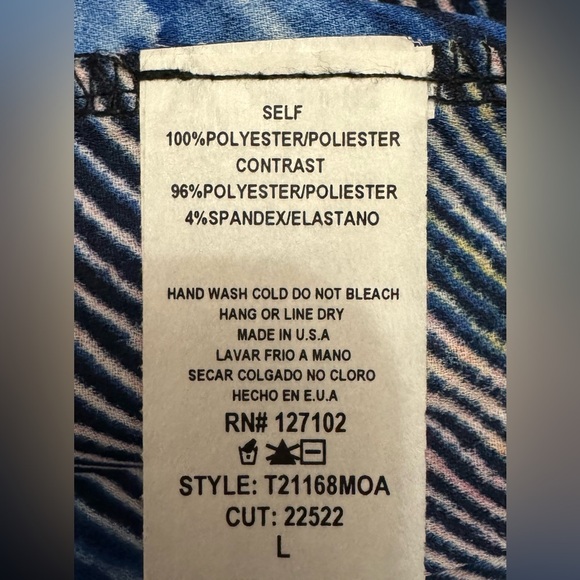 SELF
100%POLYESTER/POLIESTER
CONTRAST
96%POLYESTER/POLIESTER
4%SPANDEX/ELASTANO
HAND WASH COLD DO NOT BLEACH
HANG OR LINE DRY
MADE IN U.S.A
LAVAR FRIO A MANO
SECAR COLGADO NO CLORO
HECHO EN E.U.A
RN# 127102
STYLE: T21168MOA
CUT: 22522
L